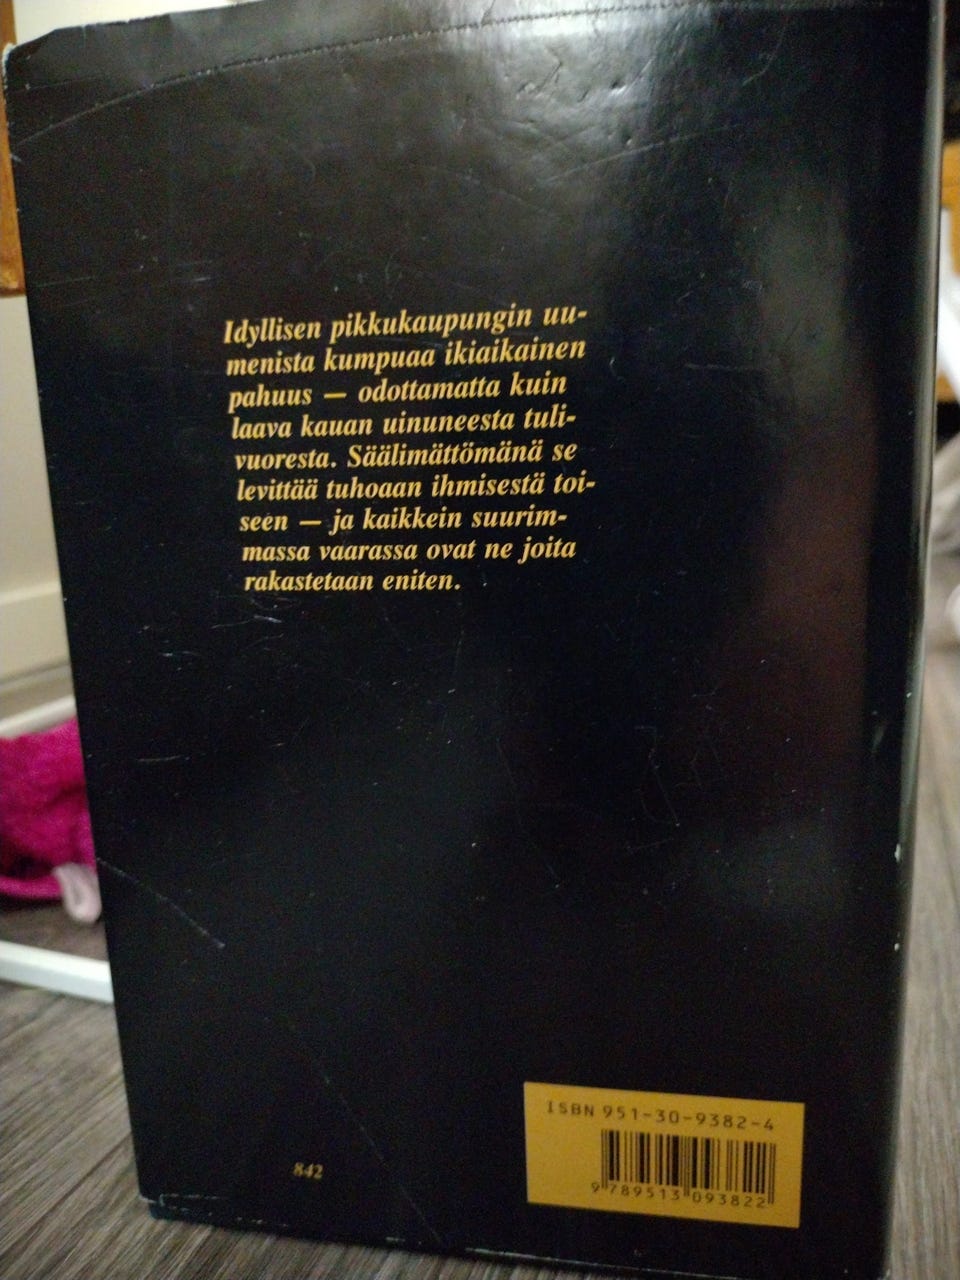 Idyllisen pikkukaupungin uu-
menista kumpuaa ikiaikainen
pahuus — odottamatta kuin
laava kauan uinuneesta tuli-
vuoresta. Säälimättömänä se
levittää tuhoaan ihmisestä toi-
seen — ja kaikkein suurim-
massa vaarassa ovat ne joita
rakastetaan eniten.
ISBN 951-30-9382-4
9 789513 093822
842